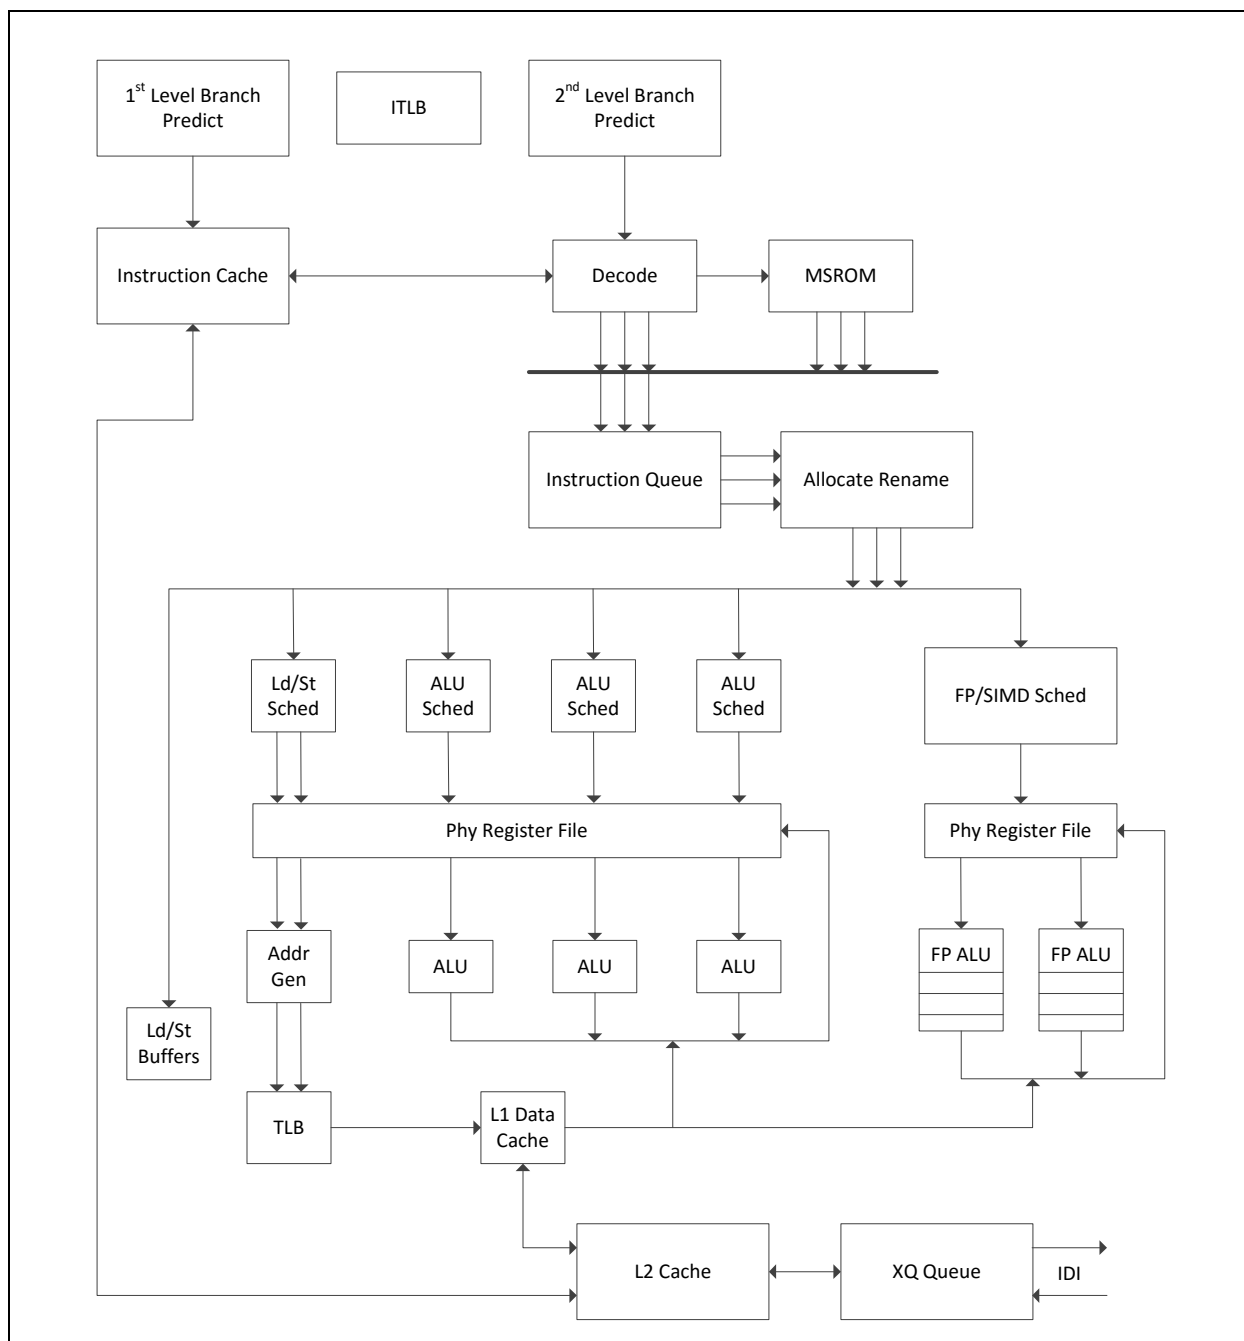 1st Level Branch
Predict
ITLB
2nd Level Branch
Predict
Instruction Cache
Decode
MSROM
Instruction Queue
Allocate Rename
Ld/St
Sched
ALU
Sched
ALU
Sched
ALU
Sched
FP/SIMD Sched
Phy Register File
Phy Register File
Addr
Gen
ALU
ALU
ALU
FP ALU
FP ALU
Ld/St
Buffers
TLB
L1 Data
Cache
L2 Cache
XQ Queue
IDI